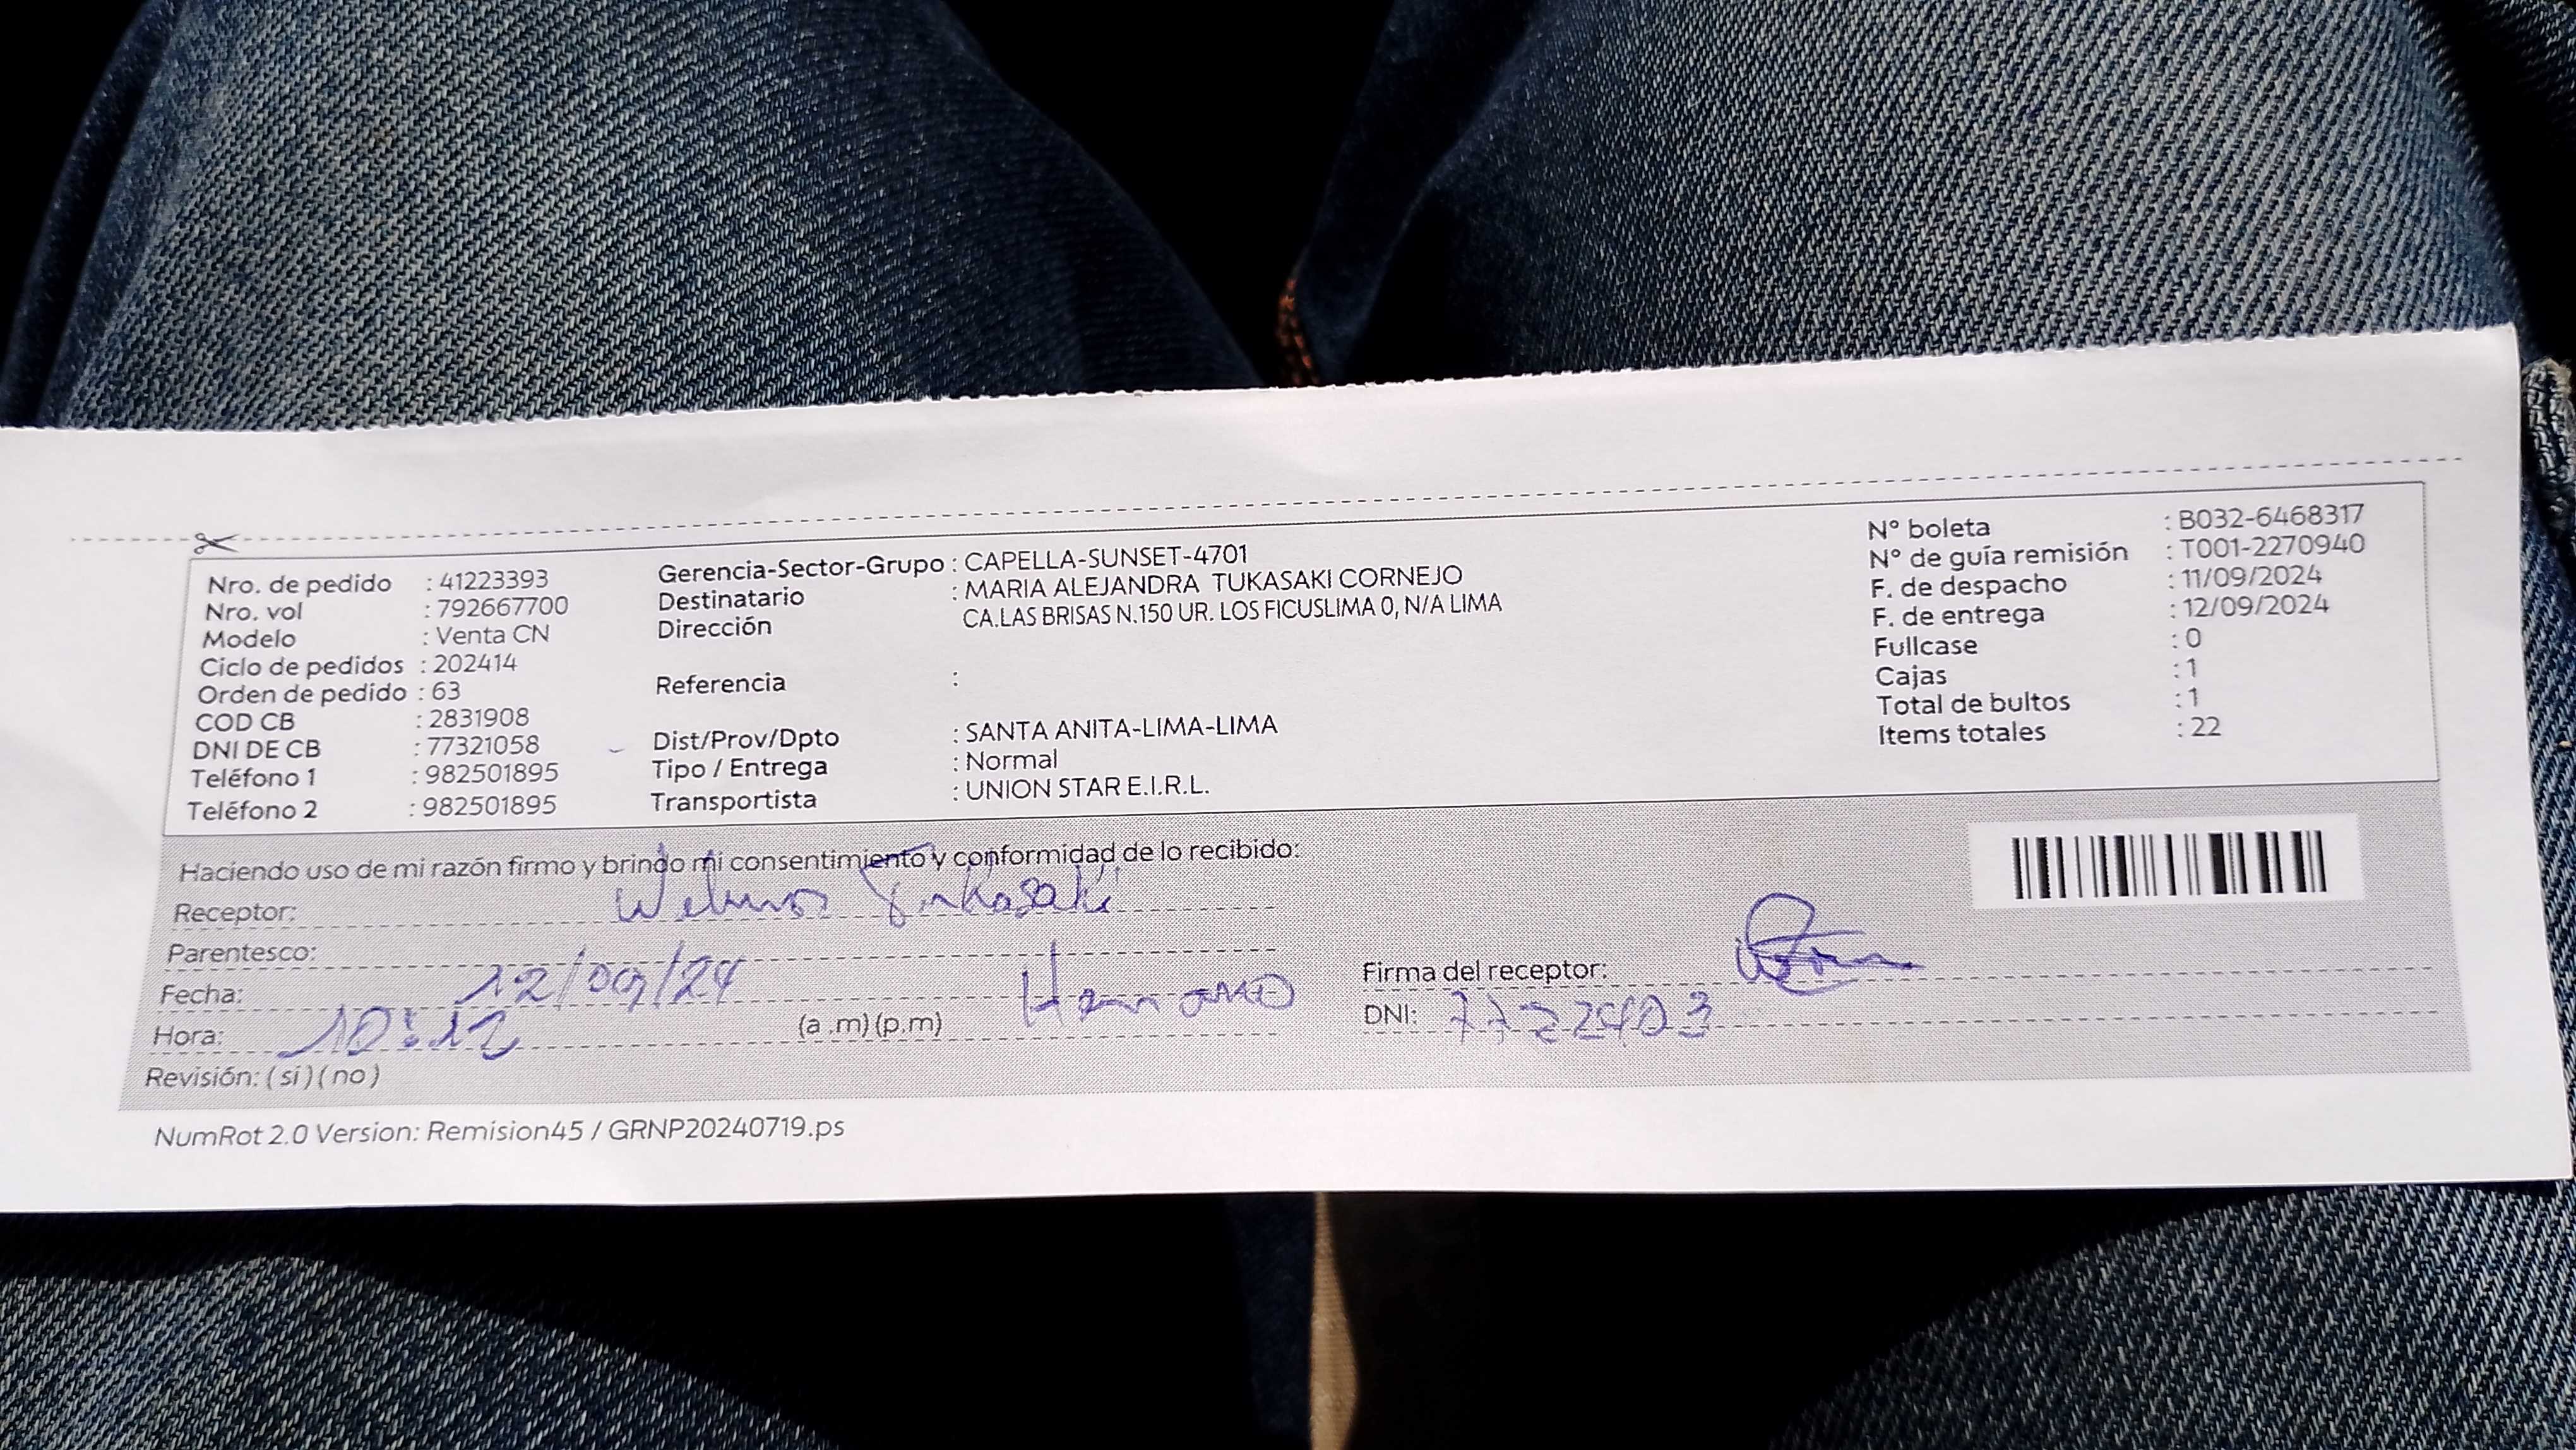 Nro. de pedido : 41223393
Nro. vol : 792667700
Modelo : Venta CN
Ciclo de pedidos : 202414
Orden de pedido : 63
COD CB : 2831908
DNI DE CB : 77321058
Teléfono 1 : 982501895
Teléfono 2 : 982501895
Gerencia-Sector-Grupo : CAPELLA-SUNSET-4701
Destinatario : MARIA ALEJANDRA TUKASAKI CORNEJO
Dirección CA.LAS BRISAS N.150 UR. LOS FICUSLIMA 0, N/A LIMA
Referencia :
Dist/Prov/Dpto : SANTA ANITA-LIMA-LIMA
Tipo / Entrega : Normal
Transportista : UNION STAR E.I.R.L.
N° boleta : B032-6468317
N° de guía remisión : T001-2270940
F. de despacho : 11/09/2024
F. de entrega : 12/09/2024
Fullcase : 0
Cajas : 1
Total de bultos : 1
Items totales : 22
Haciendo uso de mi razón firmo y brindo mi consentimiento y conformidad de lo recibido:
Receptor: Tukasaki
Parentesco:
Fecha: 12/09/24
Hora: 10:12 (a .m) (p.m) Hermano
Revisión: ( si ) ( no )
Firma del receptor:
DNI:
NumRot 2.0 Version: Remision45 / GRNP20240719.ps